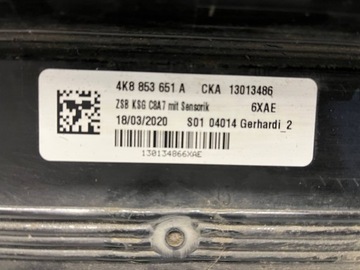 4K8 853 651 A CKA 13013486
ZSB KSG C8A7 mit Sensorik 6XAE
18/03/2020 S01 04014 Gerhardi_2
130134866XAE